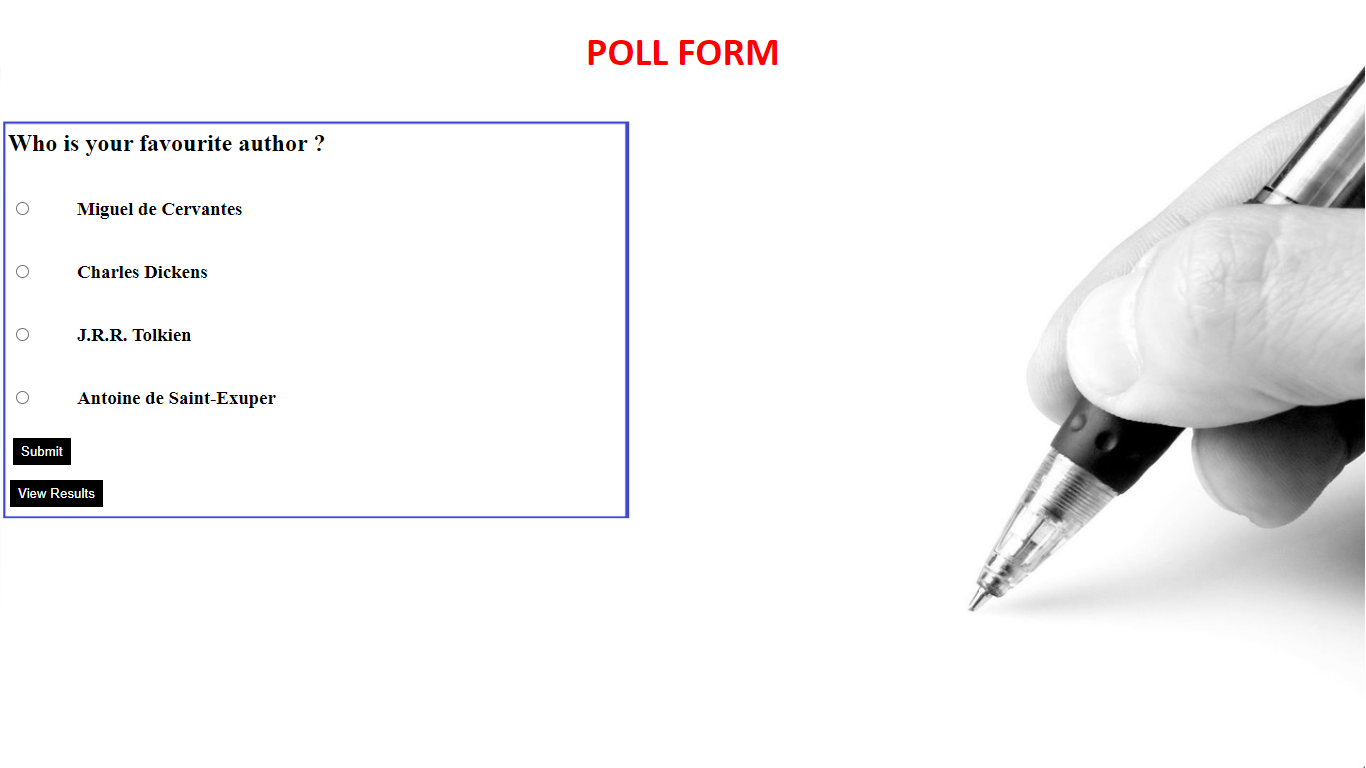 POLL FORM
Who is your favourite author ?
Miguel de Cervantes
Charles Dickens
J.R.R. Tolkien
Antoine de Saint-Exuper
Submit
View Results